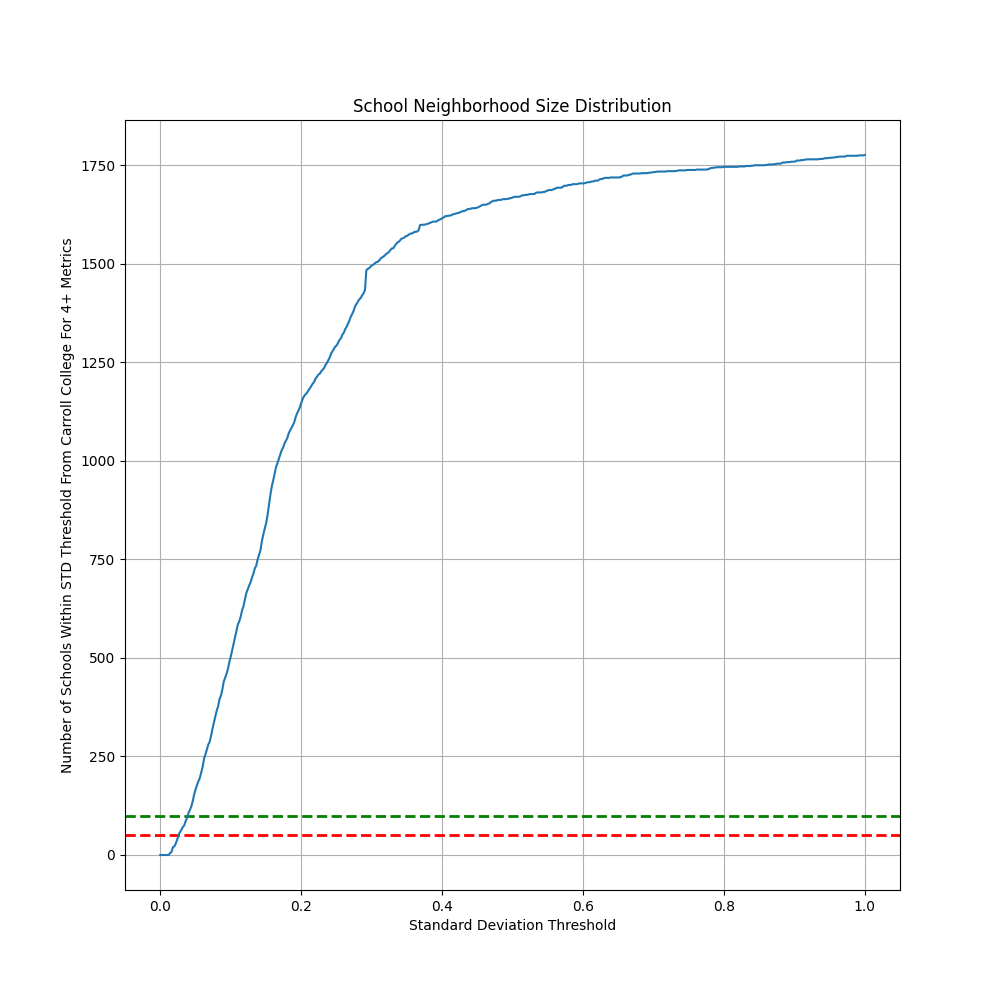 School Neighborhood Size Distribution
Number of Schools Within STD Threshold From Carroll College For 4+ Metrics
1750
1500
1250
1000
750
500
250
0
0.0 0.2 0.4 0.6 0.8 1.0
Standard Deviation Threshold